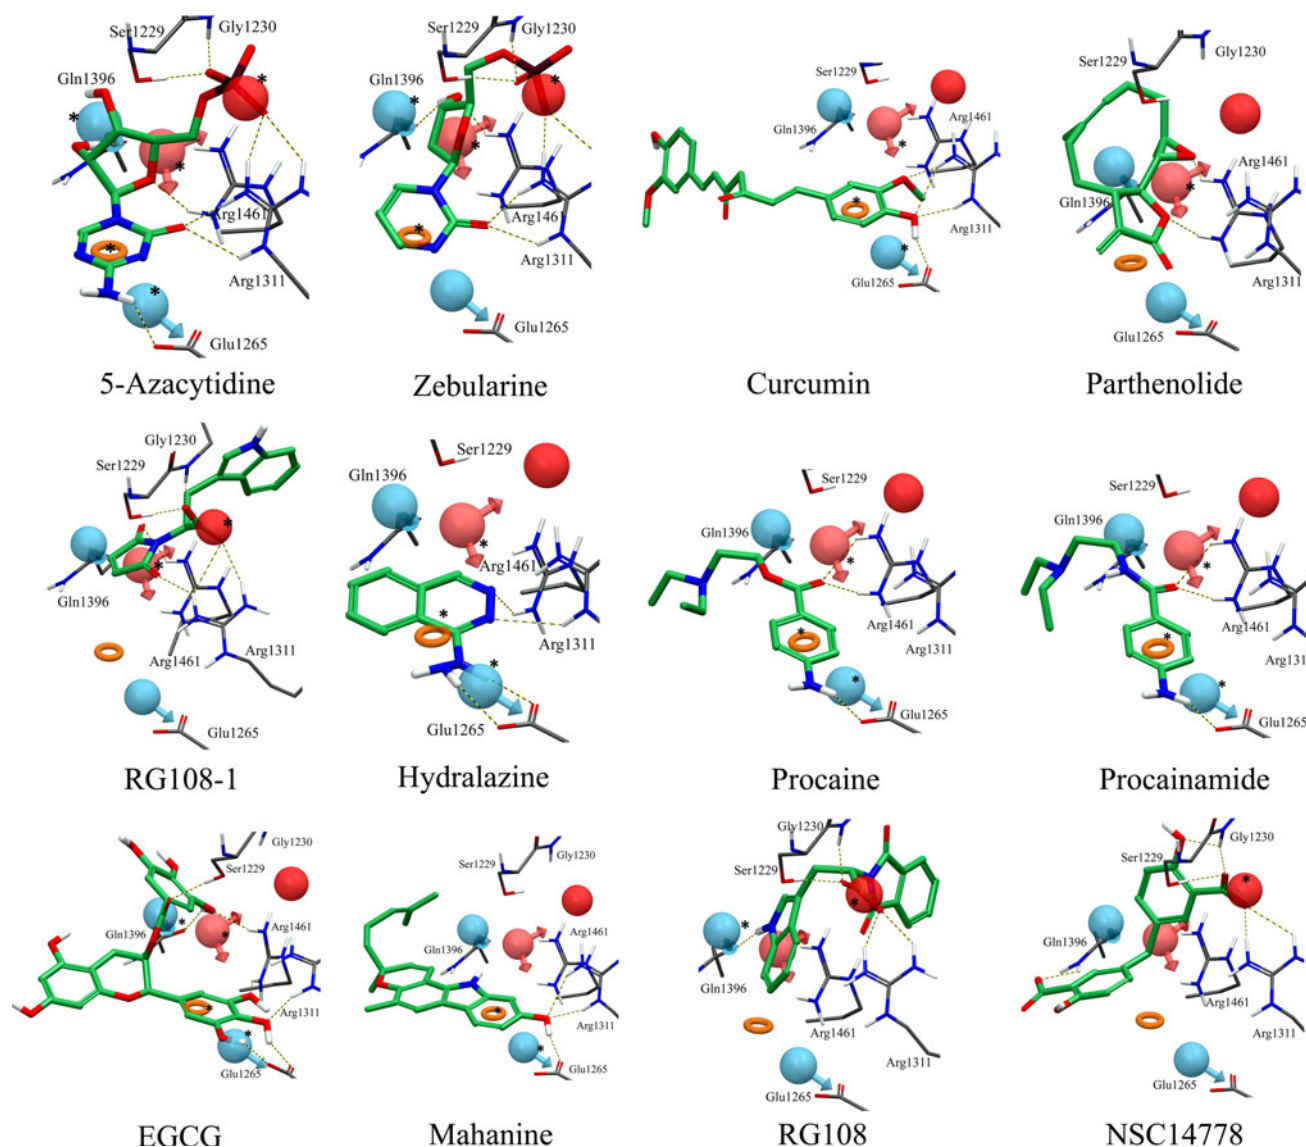 Ser1229
Gly1230
Gln1396
*
*
*
*
*
Arg1461
Arg1311
Glu1265
5-Azacytidine
Ser1229
Gly1230
Gln1396
*
*
*
*
Arg1461
Arg1311
Glu1265
Zebularine
Ser1229
Gln1396
Arg1461
*
*
*
Arg1311
Glu1265
Curcumin
Gly1230
Ser1229
Arg1461
*
Gln1396
Arg1311
Glu1265
Parthenolide
Gly1230
Ser1229
*
*
Gln1396
Arg1461
Arg1311
Glu1265
RG108-1
Ser1229
Gln1396
*
Arg1461
*
Arg1311
*
Glu1265
Hydralazine
Ser1229
Gln1396
*
Arg1461
*
Arg1311
*
Glu1265
Procaine
Ser1229
Gln1396
*
Arg1461
*
Arg131
*
Glu1265
Procainamide
Gly1230
Ser1229
Gln1396
*
*
Arg1461
*
Arg1311
*
Glu1265
EGCG
Ser1229
Gly1230
Gln1396
Arg1461
*
Arg1311
*
Glu1265
Mahanine
Gly1230
Ser1229
*
*
Gln1396
Arg1461
Arg1311
Glu1265
RG108
Gly1230
Ser1229
*
Gln1396
Arg1461
Arg1311
Glu1265
NSC14778